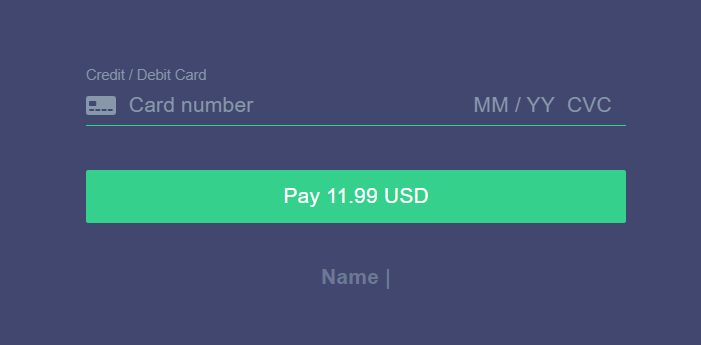 Credit / Debit Card
Card number MM / YY CVC
Pay 11.99 USD
Name |